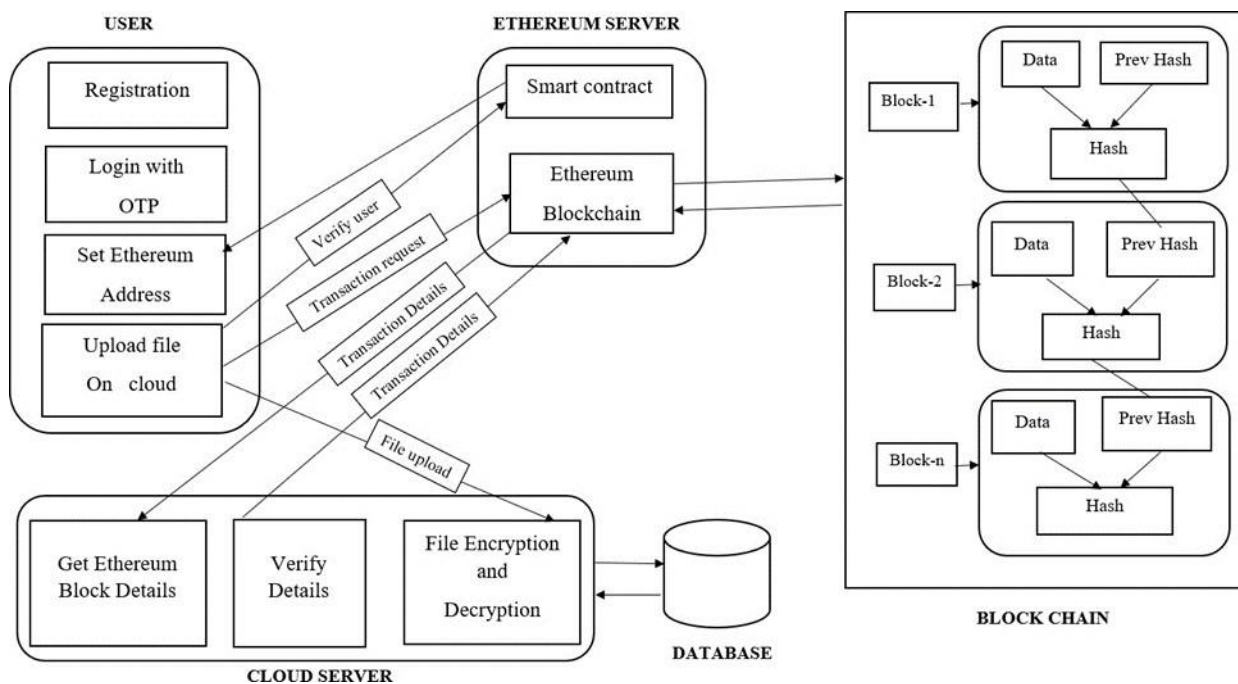 USER
Registration
Login with
OTP
Set Ethereum
Address
Upload file
On cloud
ETHEREUM SERVER
Smart contract
Ethereum
Blockchain
Verify user
Transaction request
Transaction Details
Transaction Details
File upload
Get Ethereum
Block Details
Verify
Details
File Encryption
and
Decryption
CLOUD SERVER
DATABASE
Block-1
Data
Prev Hash
Hash
Block-2
Data
Prev Hash
Hash
Block-n
Data
Prev Hash
Hash
BLOCK CHAIN